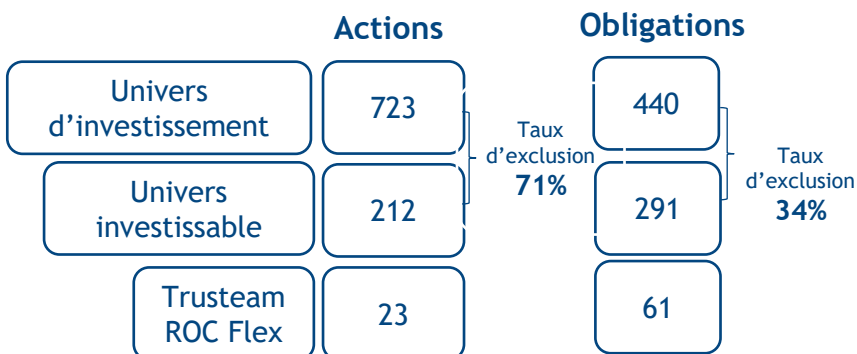 Actions
Obligations
Univers
d’investissement
723
440
Taux
d’exclusion
71%
Taux
d’exclusion
34%
Univers
investissable
212
291
Trusteam
ROC Flex
23
61